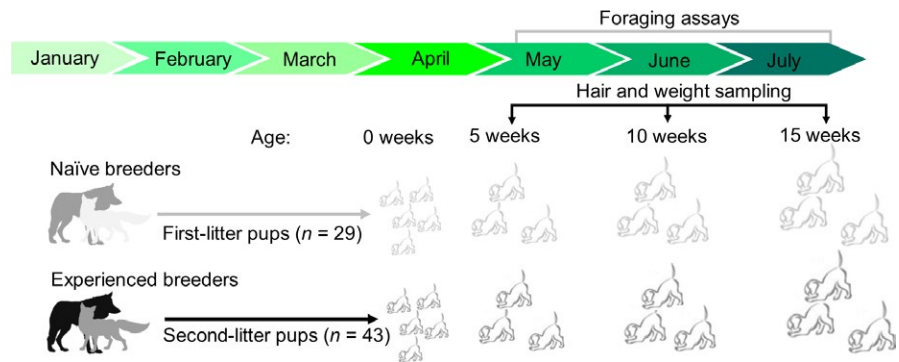 Foraging assays
January February March April May June July
Hair and weight sampling
Age: 0 weeks 5 weeks 10 weeks 15 weeks
Naïve breeders
First-litter pups (n = 29)
Experienced breeders
Second-litter pups (n = 43)